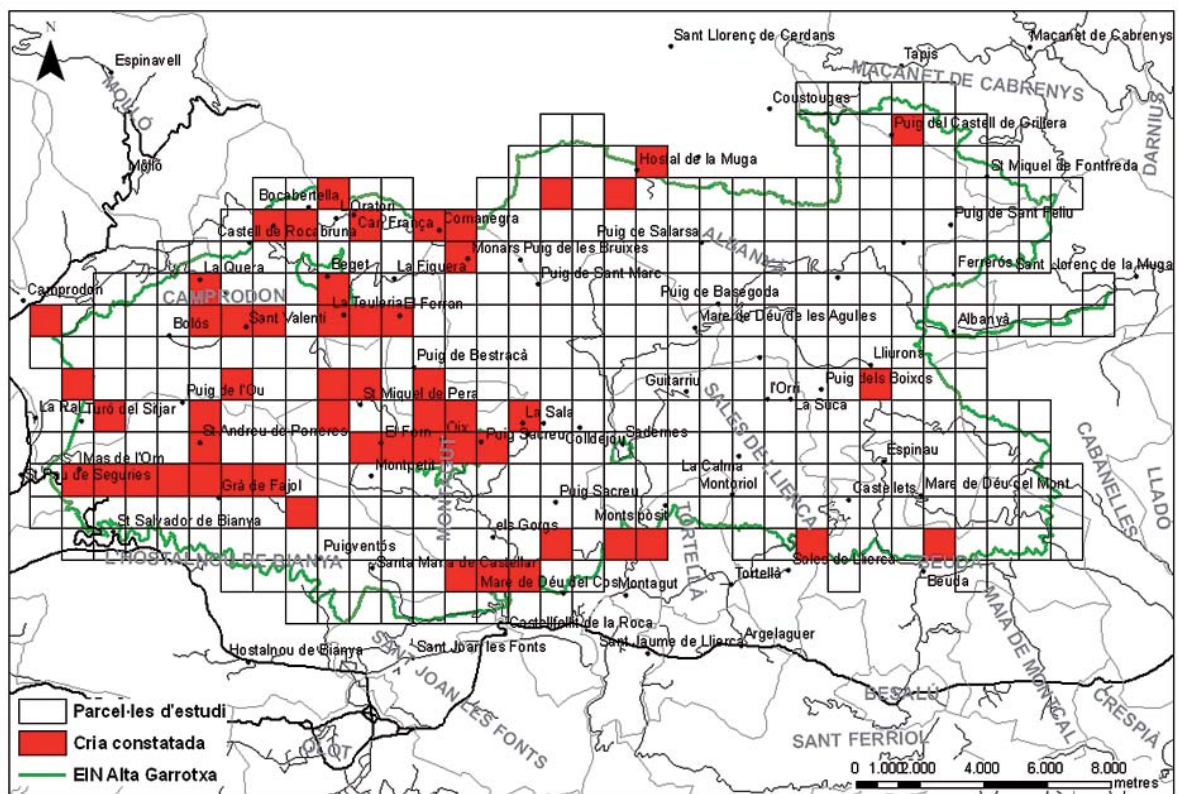 N
Sant Llorenç de Cerdans
Maçanet de Cabrenys
Espinavell
Tapis
MAÇANET DE CABRENYS
MOLLÓ
Coustouges
DARNIUS
Puig del Castell de Grillera
Molló
Hostal de la Muga
St Miquel de Fontfreda
Bocabertella
L'Oratori
Can França
Comanegra
Puig de Sant Feliu
Castell de Rocabruna
Puig de Salarsa
ALBANYÀ
Monars
Puig de les Bruixes
La Quera
Beget
La Figuera
Ferreros
Sant Llorenç de la Muga
Puig de Sant Marc
Camprodon
CAMPRODON
Puig de Basegoda
La Teuleria
El Ferran
Bolós
Sant Valentí
Mare de Déu de les Agulles
Albanyà
Puig de Bestracà
Lliurona
Puig de l'Ou
St Miquel de Pera
Guitarriu
l'Orri
Puig dels Boixos
La Ral
Turó del Sitjar
SALES DE LLIERCA
La Suca
La Sala
St Andreu de Porreres
El Forn
Oix
Puig Sacreu
Colldejou
Sadernes
CABANELLES
Mas de l'Om
Montpetit
MONTAGUT
La Calma
Espinau
LLADÓ
St Pau de Segúries
Grà de Fajol
Montoriol
Castellets
Mare de Déu del Mont
Puig Sacreu
St Salvador de Bianya
els Gorgs
Montsipòsit
TORTELLÀ
Puigventós
L'HOSTALNOU DE BIANYA
Santa Maria de Castellar
Sales de Llierca
BEUDA
Mare de Déu del Cos
Montagut
Tortellà
Beuda
Castellfollit de la Roca
MAIÀ DE MONTCAL
Hostalnou de Bianya
Sant Joan les Fonts
Sant Jaume de Llierca
Argelaguer
SANT JOAN LES FONTS
BESALÚ
CRESPIÀ
Parcel·les d'estudi
Cria constatada
OLOT
SANT FERRIOL
EIN Alta Garrotxa
0 1.000 2.000 4.000 6.000 8.000
metres